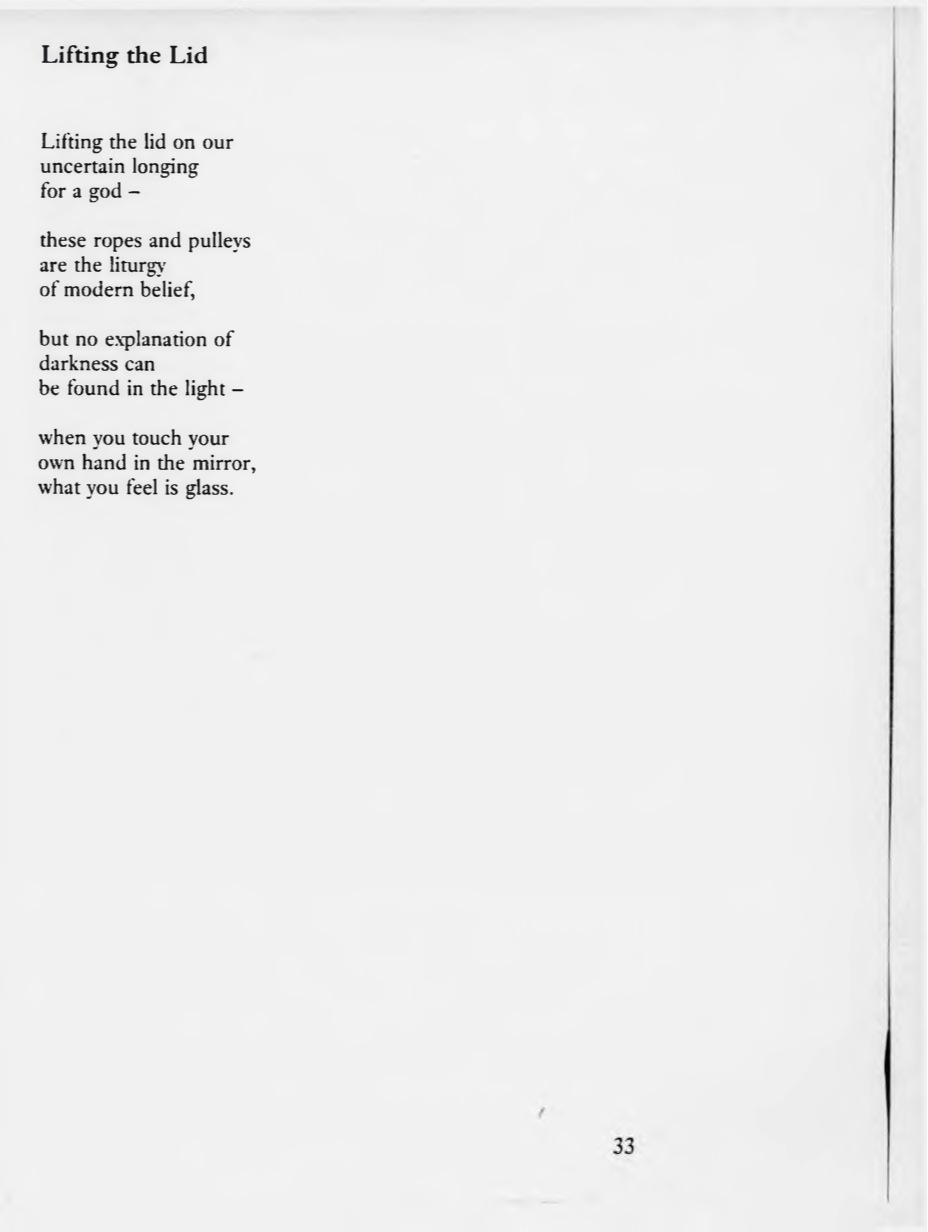 Lifting the Lid
Lifting the lid on our
uncertain longing
for a god –
these ropes and pulleys
are the liturgy
of modern belief,
but no explanation of
darkness can
be found in the light –
when you touch your
own hand in the mirror,
what you feel is glass.
33